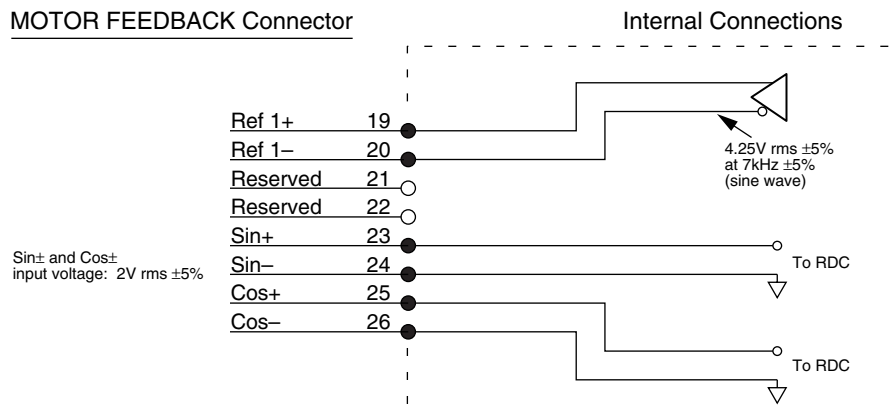 MOTOR FEEDBACK Connector
Internal Connections
Ref 1+ 19
Ref 1– 20
Reserved 21
Reserved 22
Sin+ 23
Sin– 24
Cos+ 25
Cos– 26
4.25V rms ±5%
at 7kHz ±5%
(sine wave)
Sin± and Cos±
input voltage: 2V rms ±5%
To RDC
To RDC